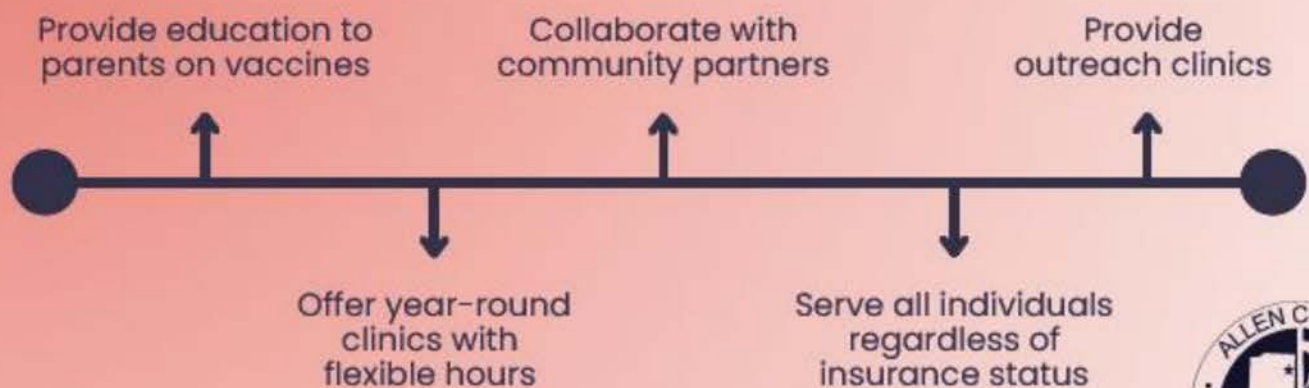 Provide education to
parents on vaccines
Collaborate with
community partners
Provide
outreach clinics
Offer year-round
clinics with
flexible hours
Serve all individuals
regardless of
insurance status
ALLEN